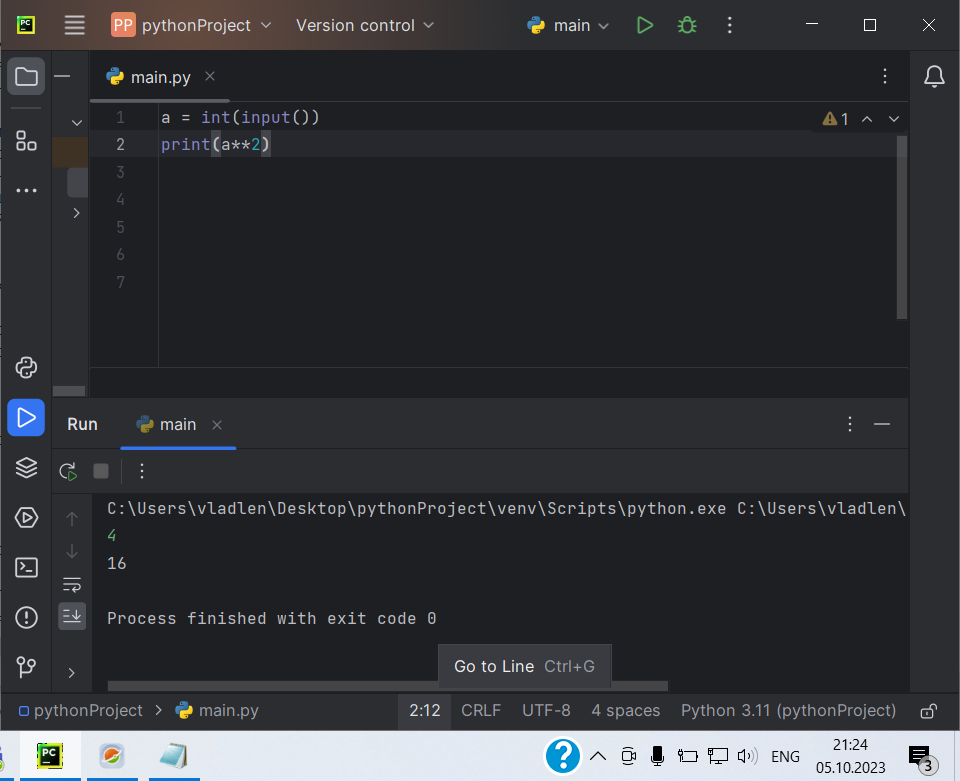 PC PP pythonProject Version control main
main.py
1 a = int(input()) 1
2 print(a**2)
3
4
5
6
7
Run main
C:\Users\vladlen\Desktop\pythonProject\venv\Scripts\python.exe C:\Users\vladlen\
4
16
Process finished with exit code 0
Go to Line Ctrl+G
pythonProject > main.py 2:12 CRLF UTF-8 4 spaces Python 3.11 (pythonProject)
PC ? ENG 21:24
05.10.2023 3